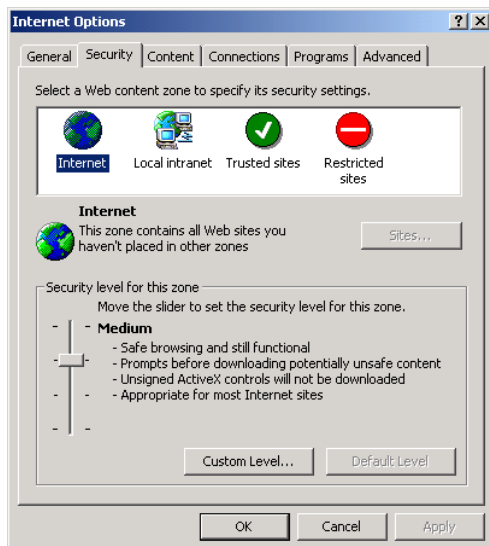 Internet Options
General Security Content Connections Programs Advanced
Select a Web content zone to specify its security settings.
Internet Local intranet Trusted sites Restricted
sites
Internet
This zone contains all Web sites you
haven't placed in other zones
Sites...
Security level for this zone
Move the slider to set the security level for this zone.
Medium
- Safe browsing and still functional
- Prompts before downloading potentially unsafe content
- Unsigned ActiveX controls will not be downloaded
- Appropriate for most Internet sites
Custom Level... Default Level
OK Cancel Apply